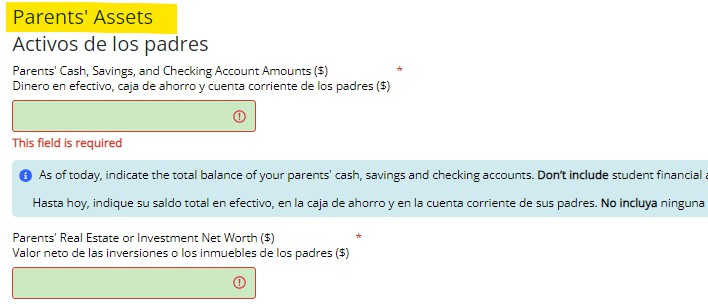 Parents' Assets
Activos de los padres
Parents' Cash, Savings, and Checking Account Amounts ($) *
Dinero en efectivo, caja de ahorro y cuenta corriente de los padres ($)
This field is required
As of today, indicate the total balance of your parents' cash, savings and checking accounts. Don't include student financial
Hasta hoy, indique su saldo total en efectivo, en la caja de ahorro y en la cuenta corriente de sus padres. No incluya ninguna
Parents' Real Estate or Investment Net Worth ($) *
Valor neto de las inversiones o los inmuebles de los padres ($)